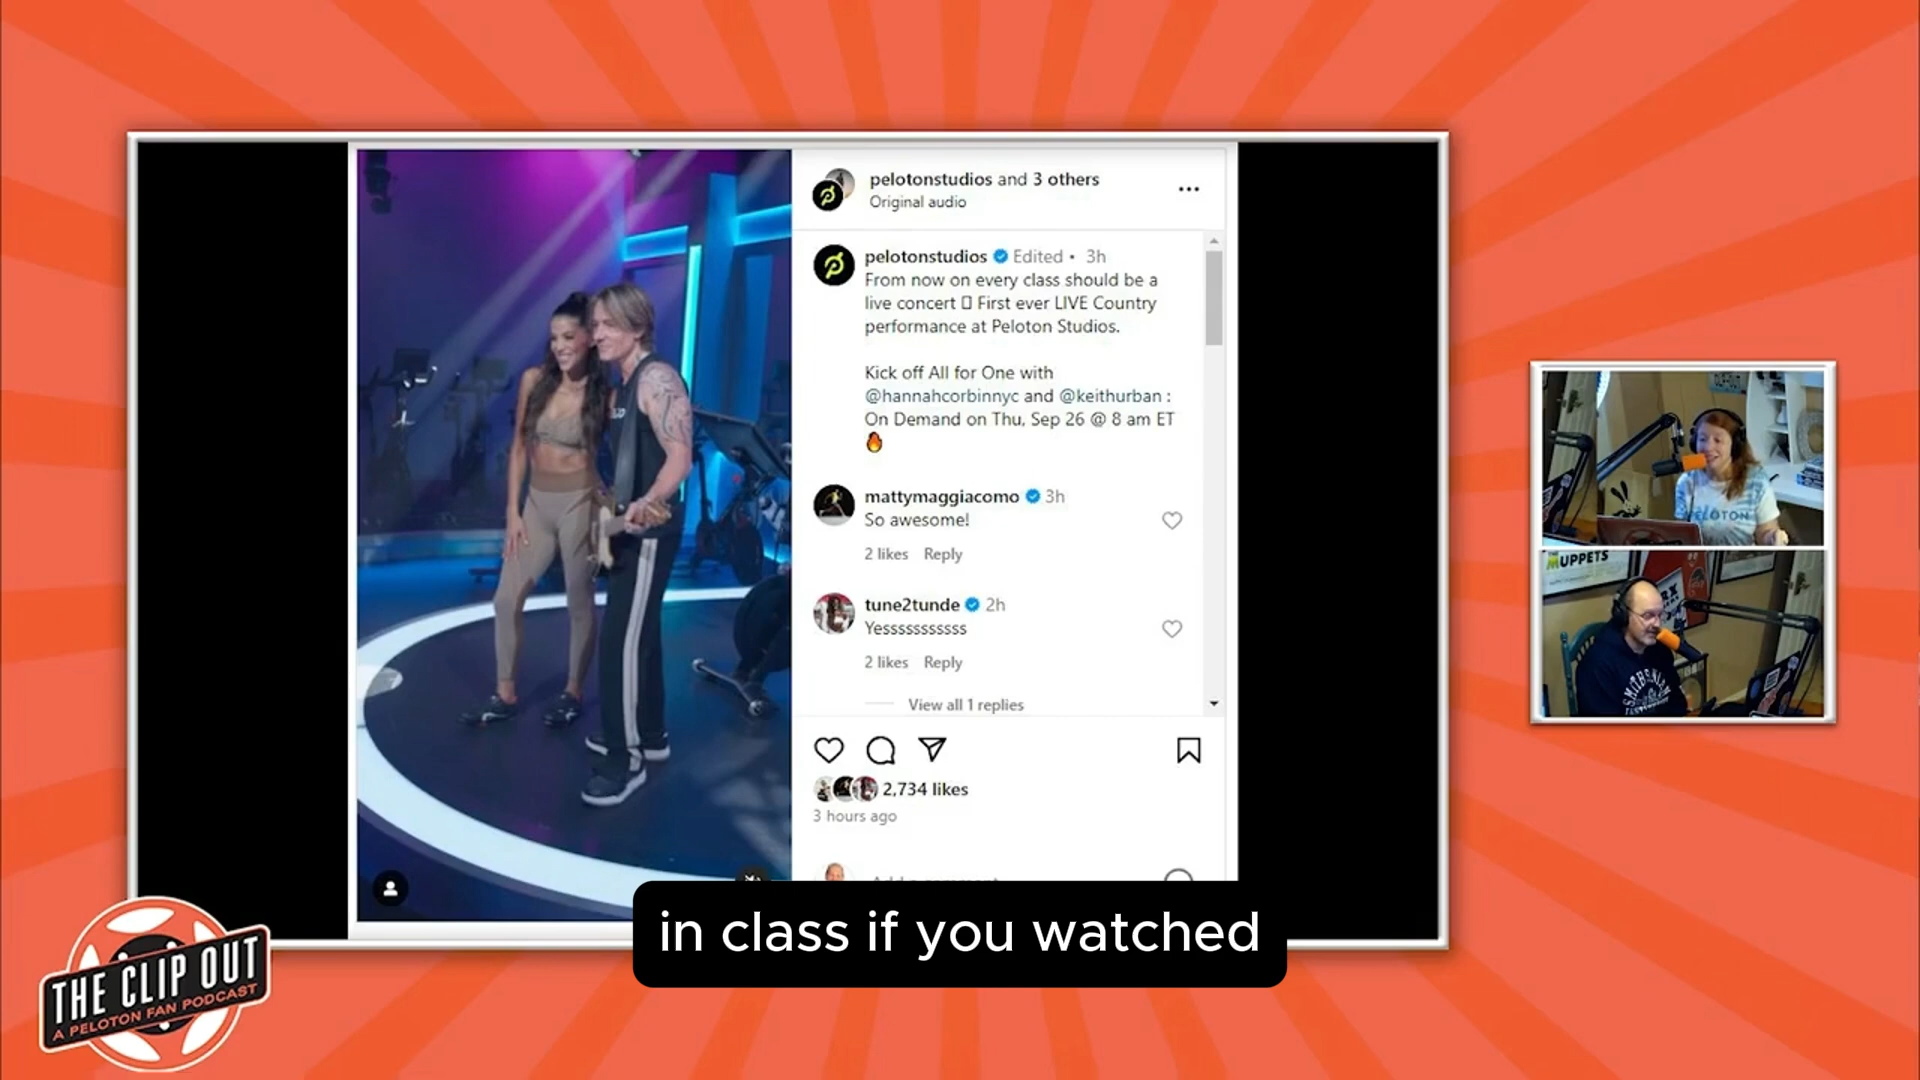 pelotonstudios and 3 others
Original audio
pelotonstudios Edited • 3h
From now on every class should be a
live concert First ever LIVE Country
performance at Peloton Studios.
Kick off All for One with
@hannahcorbinnyc and @keithurban :
On Demand on Thu, Sep 26 @ 8 am ET
mattymaggiacomo 3h
So awesome!
2 likes Reply
tune2tunde 2h
Yesssssssssss
2 likes Reply
View all 1 replies
2,734 likes
3 hours ago
PELOTON
MUPPETS
in class if you watched
THE CLIP OUT
A PELOTON FAN PODCAST